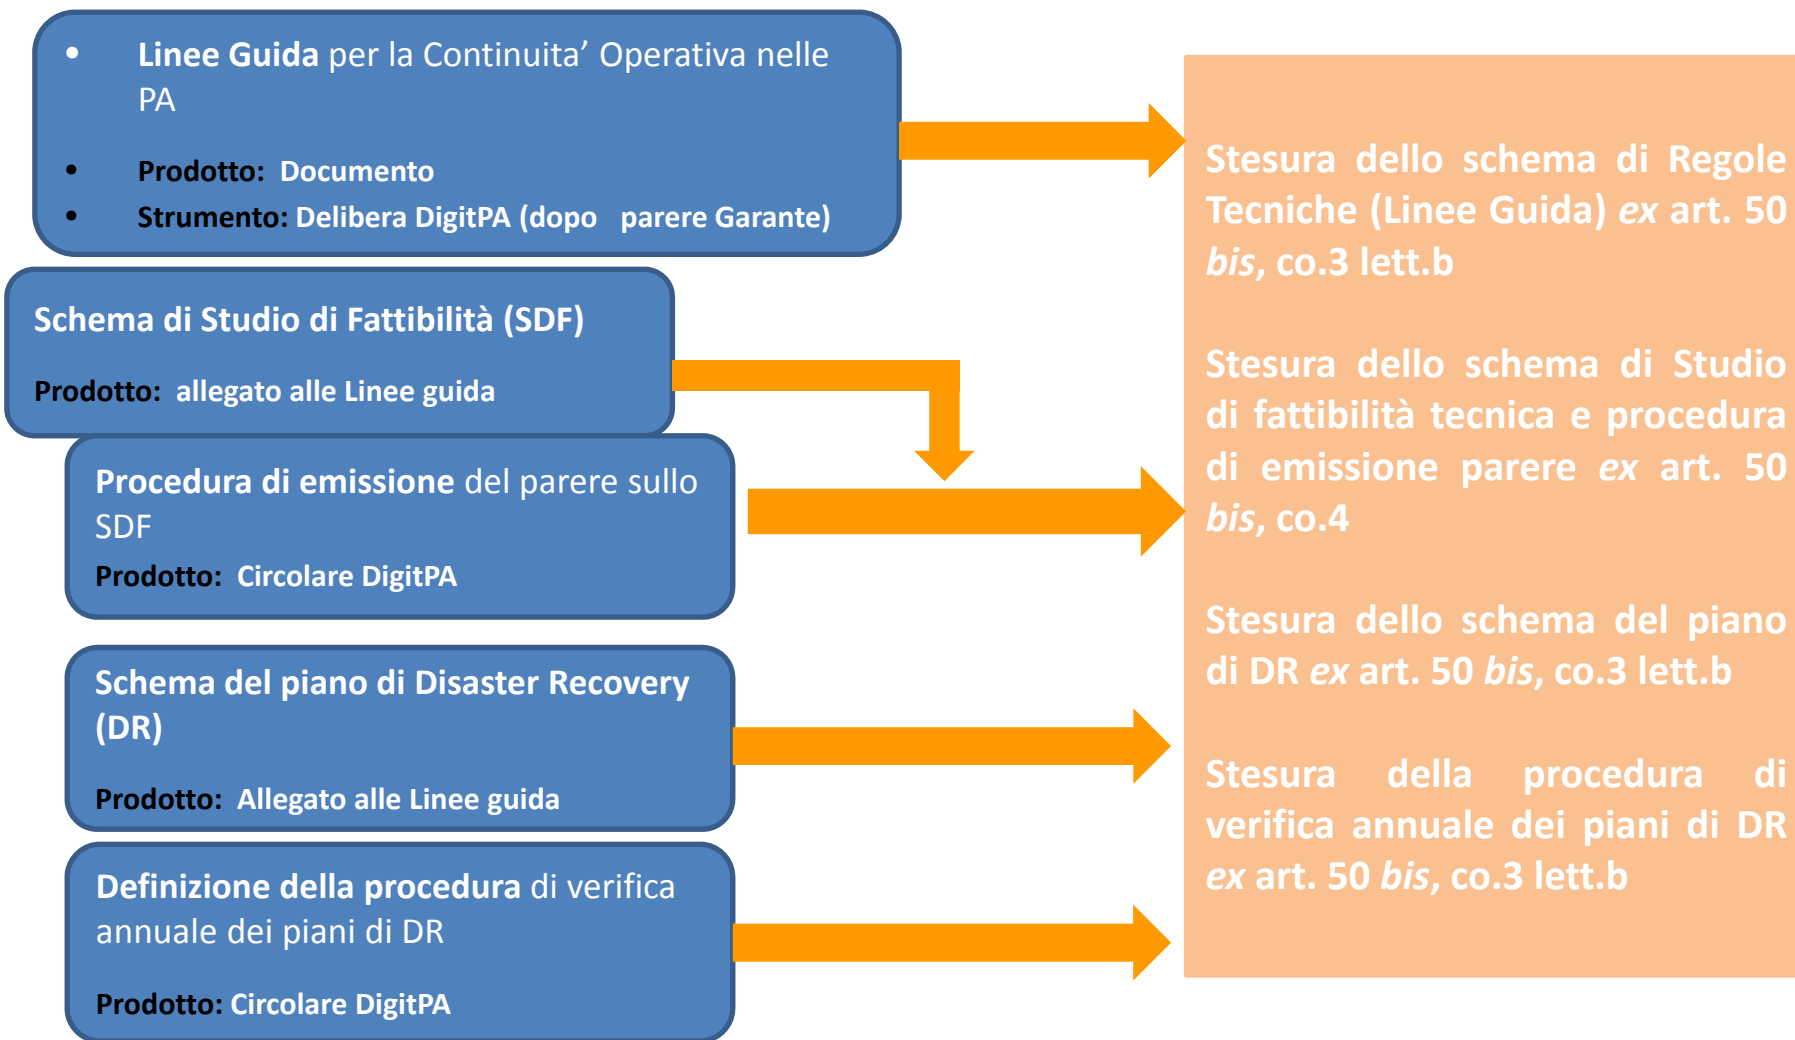 • Linee Guida per la Continuita’ Operativa nelle
PA
• Prodotto: Documento
• Strumento: Delibera DigitPA (dopo parere Garante)
Schema di Studio di Fattibilità (SDF)
Prodotto: allegato alle Linee guida
Procedura di emissione del parere sullo
SDF
Prodotto: Circolare DigitPA
Schema del piano di Disaster Recovery
(DR)
Prodotto: Allegato alle Linee guida
Definizione della procedura di verifica
annuale dei piani di DR
Prodotto: Circolare DigitPA
Stesura dello schema di Regole
Tecniche (Linee Guida) ex art. 50
bis, co.3 lett.b
Stesura dello schema di Studio
di fattibilità tecnica e procedura
di emissione parere ex art. 50
bis, co.4
Stesura dello schema del piano
di DR ex art. 50 bis, co.3 lett.b
Stesura della procedura di
verifica annuale dei piani di DR
ex art. 50 bis, co.3 lett.b